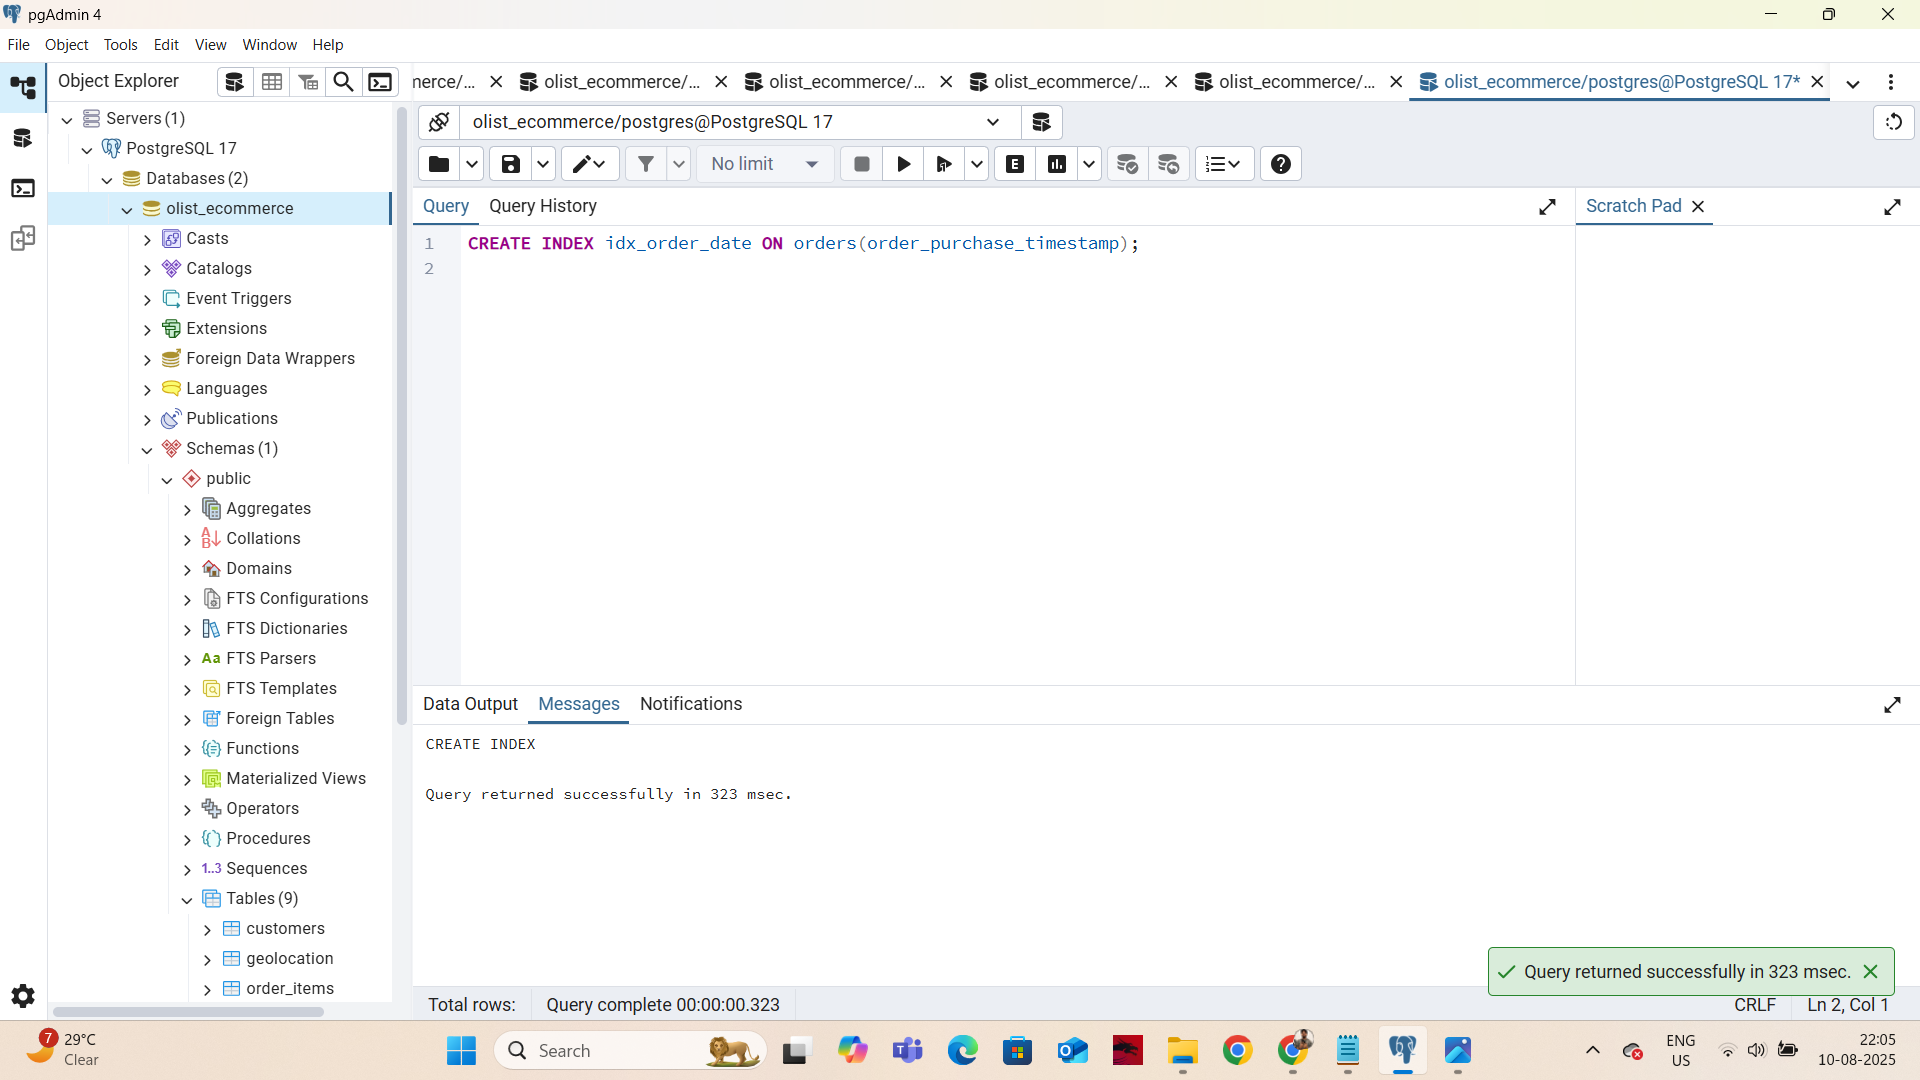 pgAdmin 4
File Object Tools Edit View Window Help
Object Explorer
merce/... olist_ecommerce/... olist_ecommerce/... olist_ecommerce/... olist_ecommerce/... olist_ecommerce/postgres@PostgreSQL 17*
olist_ecommerce/postgres@PostgreSQL 17
No limit
E
Query Query History
Scratch Pad
1 CREATE INDEX idx_order_date ON orders(order_purchase_timestamp);
2
Servers (1)
PostgreSQL 17
Databases (2)
olist_ecommerce
Casts
Catalogs
Event Triggers
Extensions
Foreign Data Wrappers
Languages
Publications
Schemas (1)
public
Aggregates
Collations
Domains
FTS Configurations
FTS Dictionaries
Aa FTS Parsers
FTS Templates
Foreign Tables
Functions
Materialized Views
Operators
Procedures
1..3 Sequences
Tables (9)
customers
geolocation
order_items
Data Output Messages Notifications
CREATE INDEX
Query returned successfully in 323 msec.
Query returned successfully in 323 msec.
Total rows: Query complete 00:00:00.323 CRLF Ln 2, Col 1
7
29°C
Clear
Search
ENG
US
22:05
10-08-2025